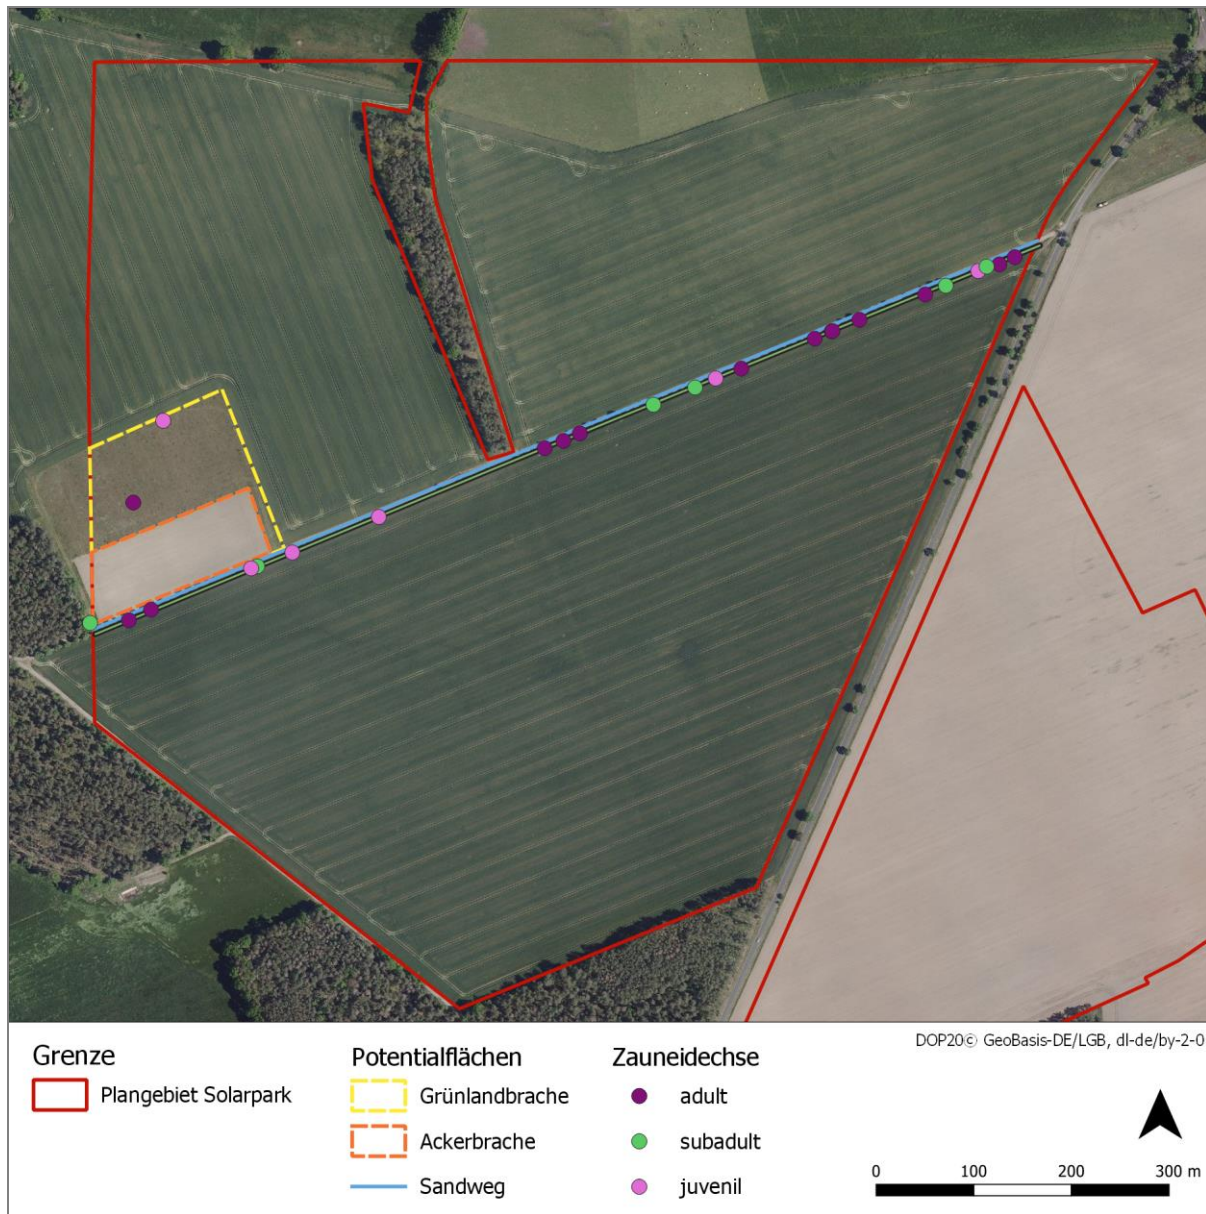 DOP20© GeoBasis-DE/LGB, dl-de/by-2-0
Grenze
Plangebiet Solarpark
Potentialflächen
Grünlandbrache
Ackerbrache
Sandweg
Zauneidechse
adult
subadult
juvenil
0 100 200 300 m